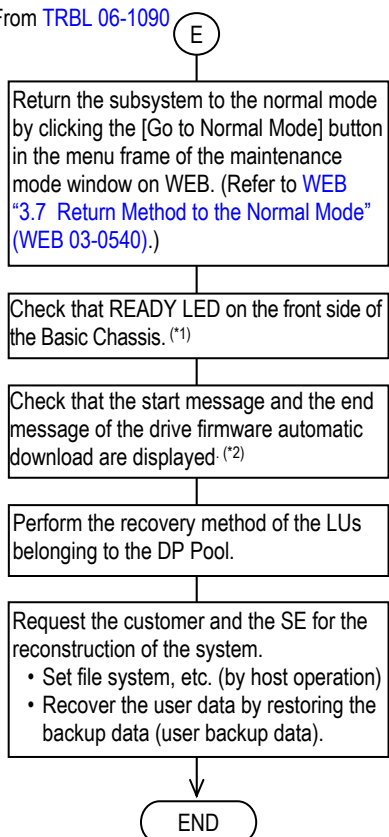 From TRBL 06-1090
E
Return the subsystem to the normal mode
by clicking the [Go to Normal Mode] button
in the menu frame of the maintenance
mode window on WEB. (Refer to WEB
“3.7 Return Method to the Normal Mode”
(WEB 03-0540).)
Check that READY LED on the front side of
the Basic Chassis. (*1)
Check that the start message and the end
message of the drive firmware automatic
download are displayed. (*2)
Perform the recovery method of the LUs
belonging to the DP Pool.
Request the customer and the SE for the
reconstruction of the system.
• Set file system, etc. (by host operation)
• Recover the user data by restoring the
backup data (user backup data).
END